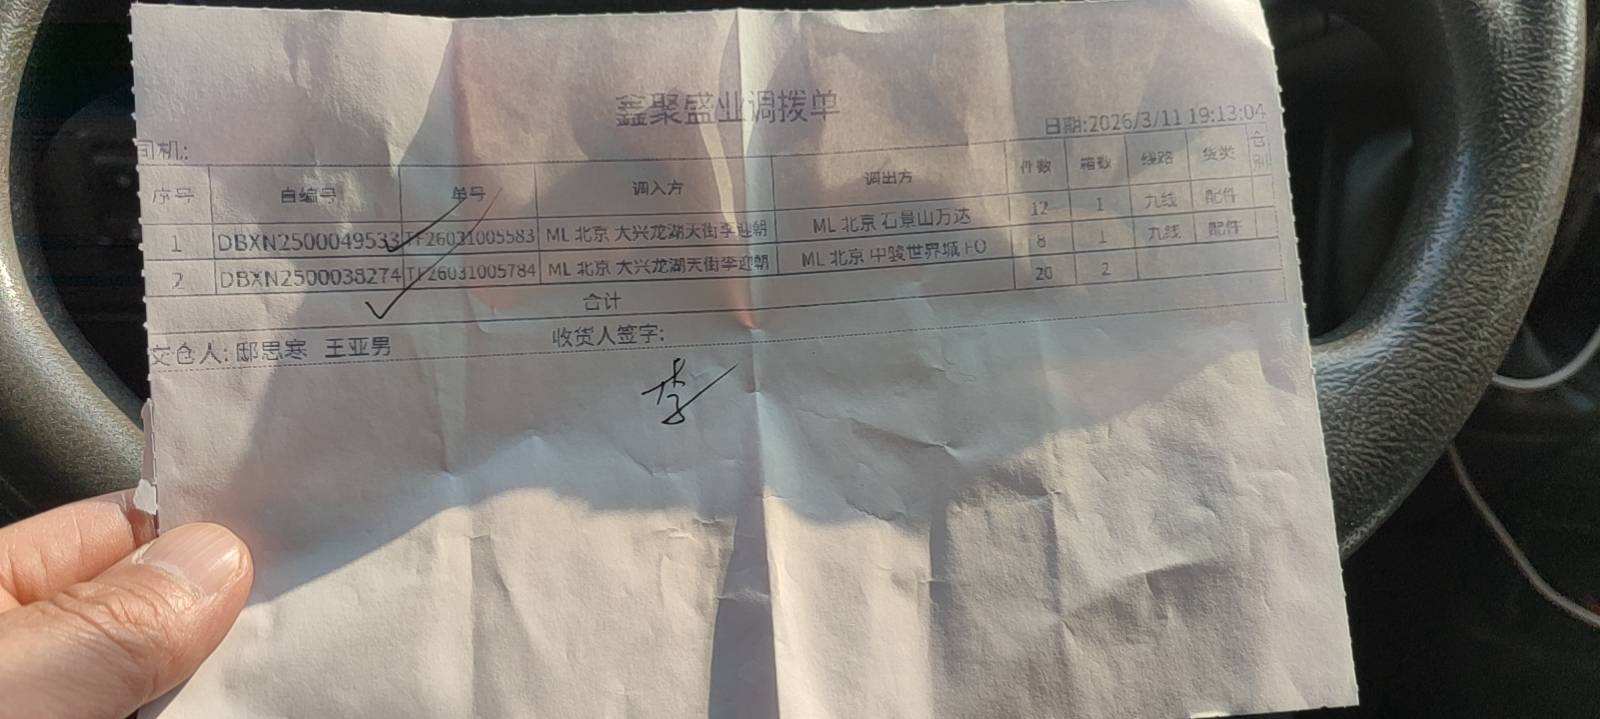 鑫聚盛业调拨单
日期:2026/3/11 19:13:04
司机:
序号 自编号 单号 调入方 调出方 件数 箱数 线路 货类 仓别
1 DBXN2500049533 TF26031005583 ML 北京 大兴龙湖天街李迎朝 ML 北京 石景山万达 12 1 九线 配件
2 DBXN2500038274 TF26031005784 ML 北京 大兴龙湖天街李迎朝 ML 北京 中骏世界城 FO 8 1 九线 配件
合计 20 2
交仓人: 邸思寒 王亚男 收货人签字:
李